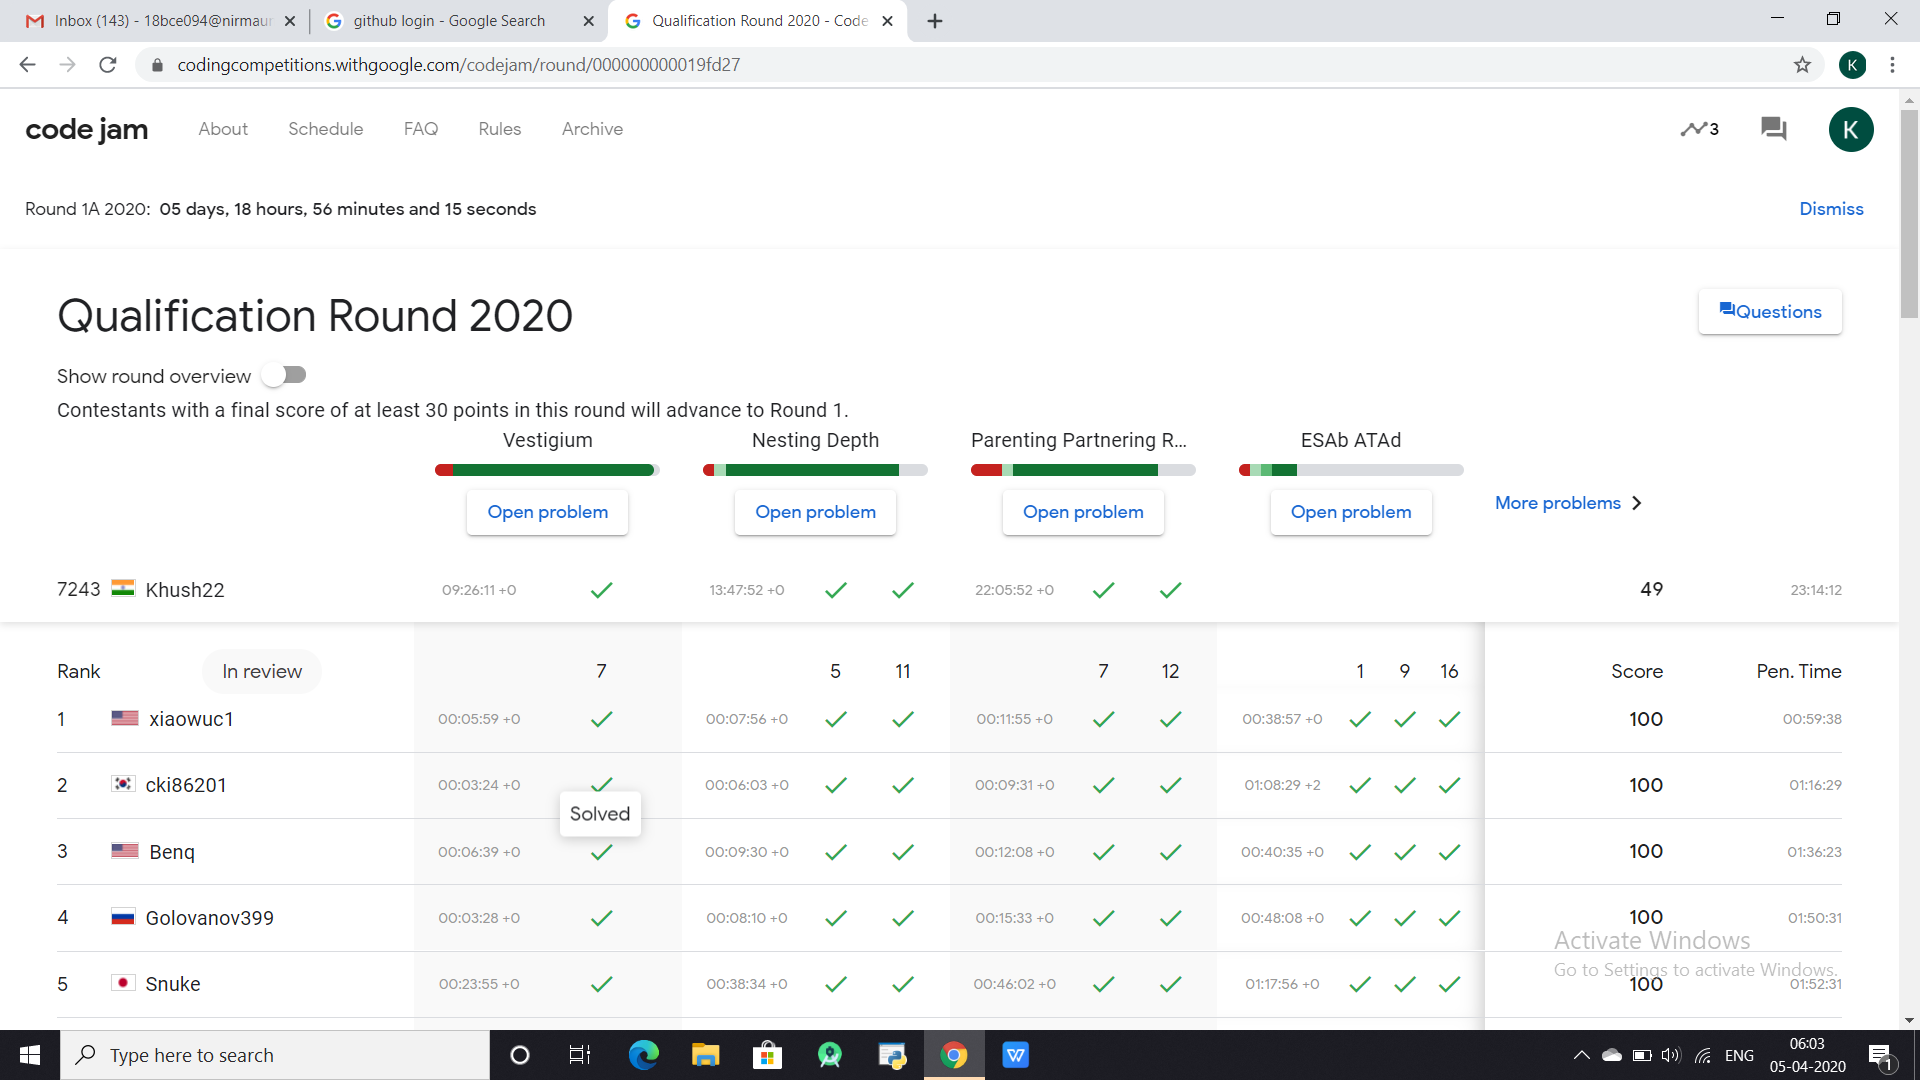 Inbox (143) - 18bce094@nirmaun
github login - Google Search
Qualification Round 2020 - Code
codingcompetitions.withgoogle.com/codejam/round/000000000019fd27
K
code jam
About
Schedule
FAQ
Rules
Archive
3
K
Round 1A 2020: 05 days, 18 hours, 56 minutes and 15 seconds
Dismiss
Qualification Round 2020
Questions
Show round overview
Contestants with a final score of at least 30 points in this round will advance to Round 1.
Vestigium
Nesting Depth
Parenting Partnering R...
ESAb ATAd
Open problem
Open problem
Open problem
Open problem
More problems
7243 Khush22 09:26:11 +0 13:47:52 +0 22:05:52 +0 49 23:14:12
Rank In review 7 5 11 7 12 1 9 16 Score Pen. Time
1 xiaowuc1 00:05:59 +0 00:07:56 +0 00:11:55 +0 00:38:57 +0 100 00:59:38
2 cki86201 00:03:24 +0 00:06:03 +0 00:09:31 +0 01:08:29 +2 100 01:16:29
Solved
3 Benq 00:06:39 +0 00:09:30 +0 00:12:08 +0 00:40:35 +0 100 01:36:23
4 Golovanov399 00:03:28 +0 00:08:10 +0 00:15:33 +0 00:48:08 +0 100 01:50:31
Activate Windows
Go to Settings to activate Windows.
5 Snuke 00:23:55 +0 00:38:34 +0 00:46:02 +0 01:17:56 +0 100 01:52:31
Type here to search
W
ENG
06:03
05-04-2020
1